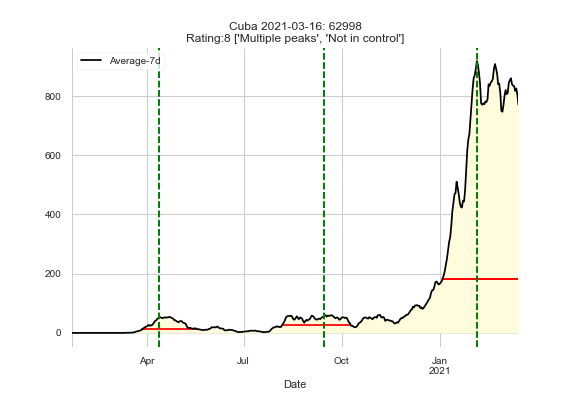 Cuba 2021-03-16: 62998
Rating:8 ['Multiple peaks', 'Not in control']
Average-7d
800
600
400
200
0
Apr
Jul
Oct
Jan
2021
Date